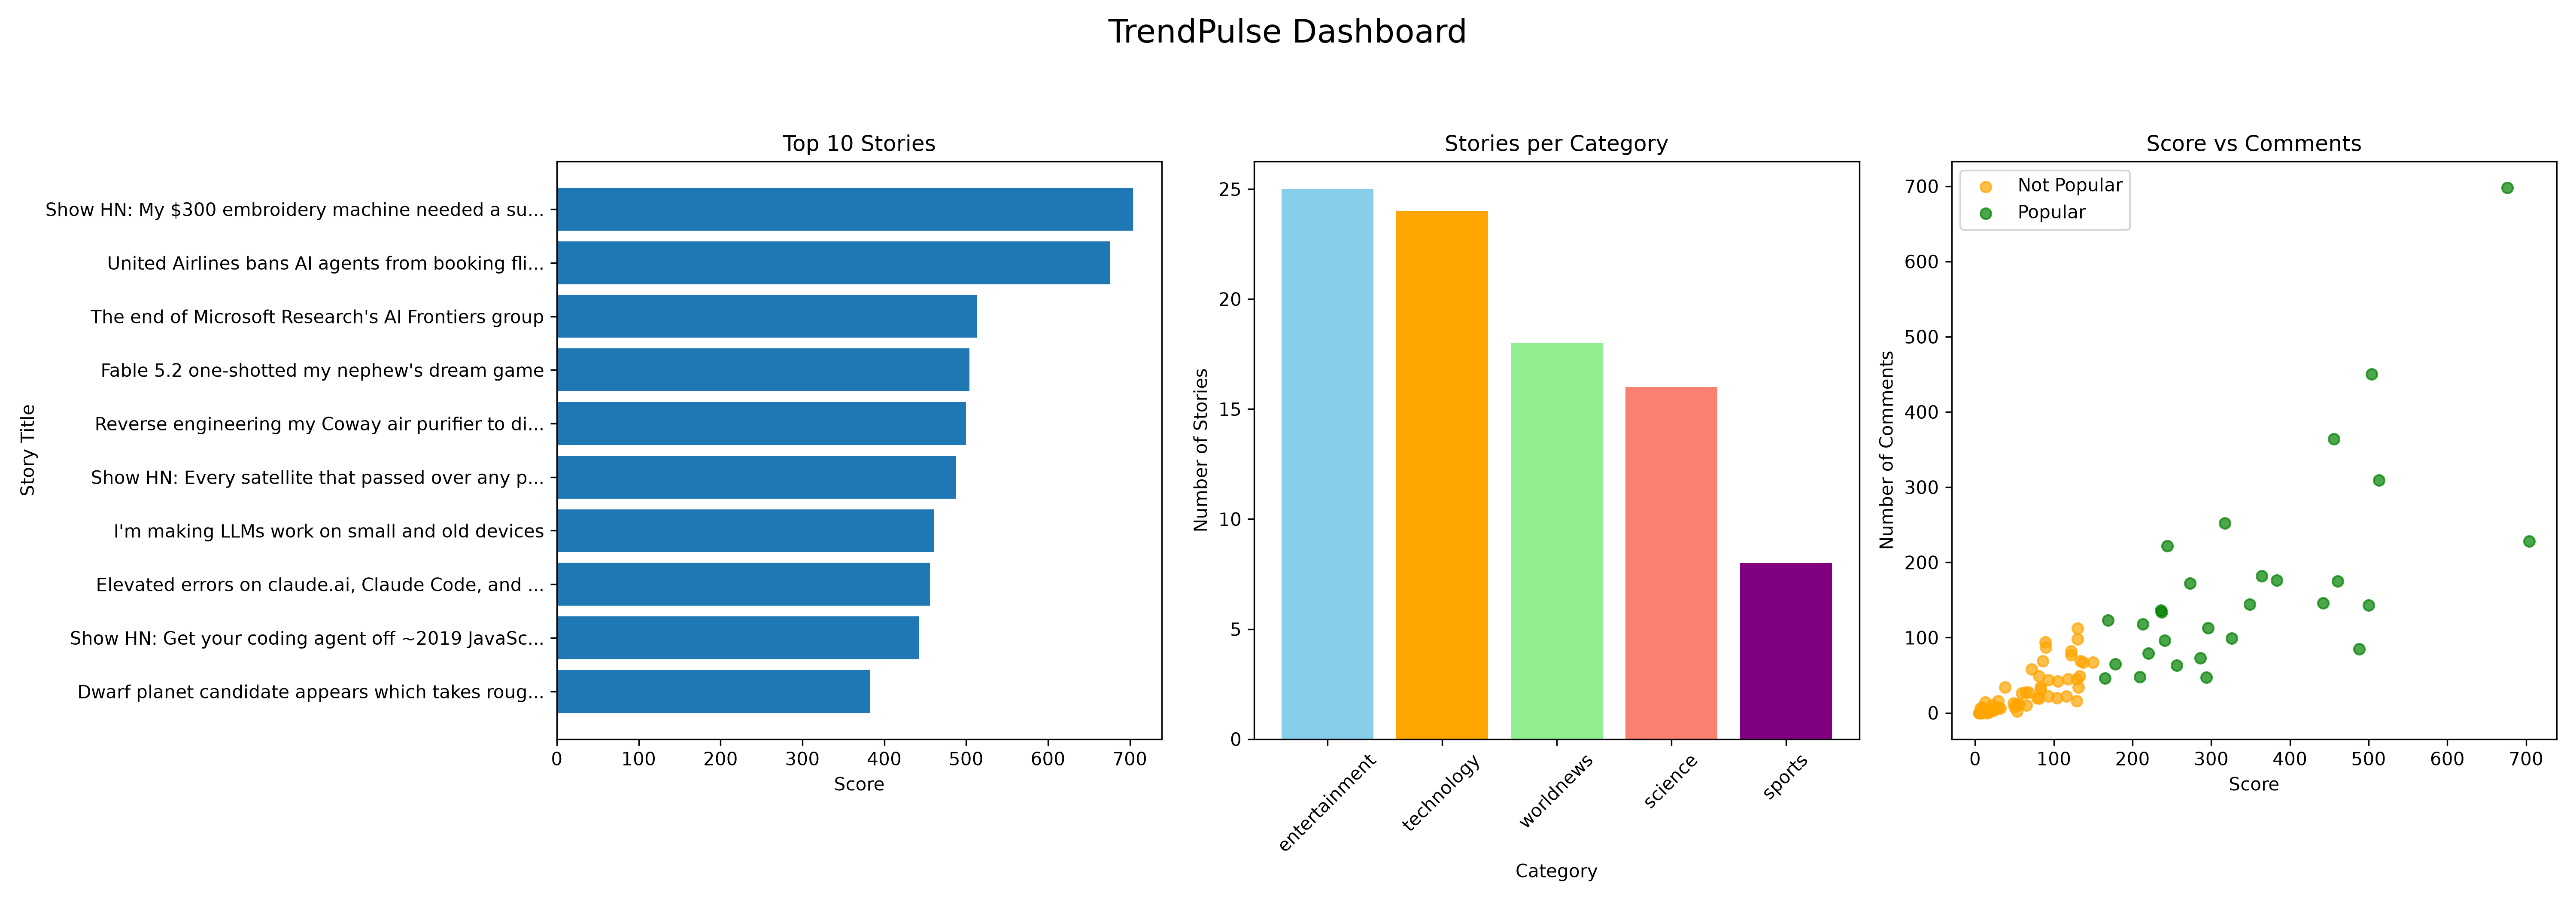 TrendPulse Dashboard
Top 10 Stories
Story Title
Show HN: My $300 embroidery machine needed a su...
United Airlines bans AI agents from booking fli...
The end of Microsoft Research's AI Frontiers group
Fable 5.2 one-shotted my nephew's dream game
Reverse engineering my Coway air purifier to di...
Show HN: Every satellite that passed over any p...
I'm making LLMs work on small and old devices
Elevated errors on claude.ai, Claude Code, and ...
Show HN: Get your coding agent off ~2019 JavaSc...
Dwarf planet candidate appears which takes roug...
0 100 200 300 400 500 600 700
Score
Stories per Category
Number of Stories
25
20
15
10
5
0
entertainment
technology
worldnews
science
sports
Category
Score vs Comments
Not Popular
Popular
Number of Comments
700
600
500
400
300
200
100
0
0 100 200 300 400 500 600 700
Score